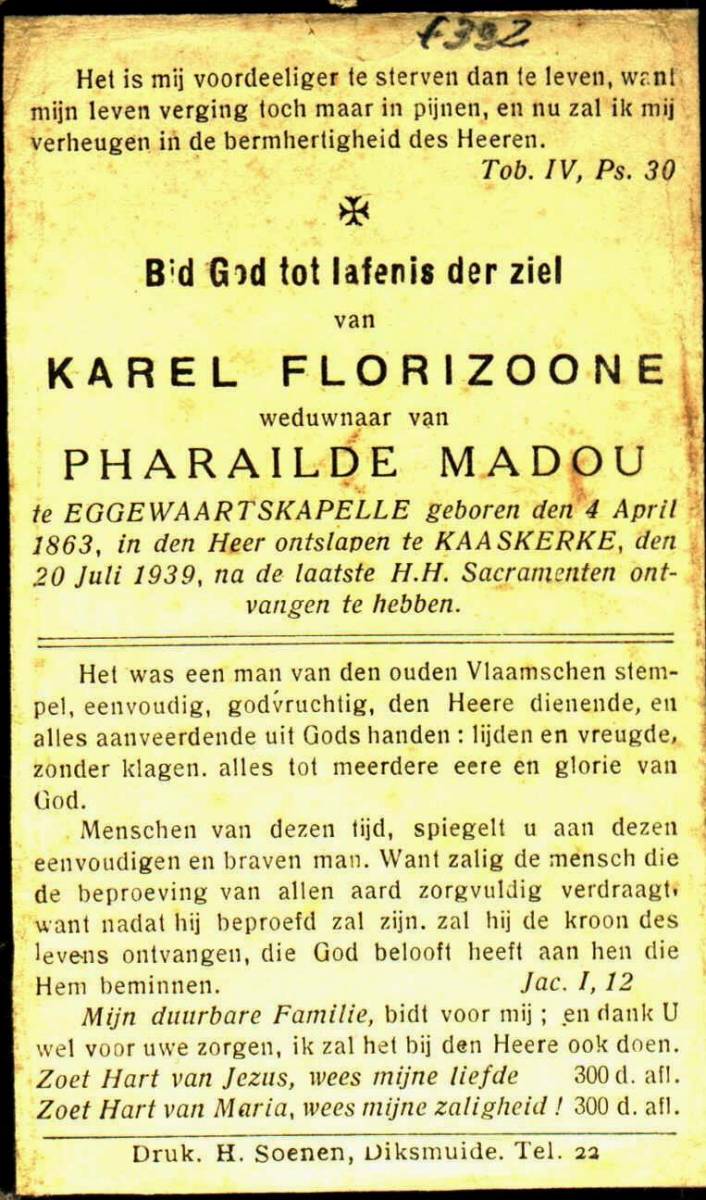 f392
Het is mij voordeeliger te sterven dan te leven, want
mijn leven verging toch maar in pijnen, en nu zal ik mij
verheugen in de bermhertigheid des Heeren.
Tob. IV, Ps. 30
Bid God tot lafenis der ziel
van
KAREL FLORIZOONE
weduwnaar van
PHARAILDE MADOU
te EGGEWAARTSKAPELLE geboren den 4 April
1863, in den Heer ontslapen te KAASKERKE, den
20 Juli 1939, na de laatste H.H. Sacramenten ont-
vangen te hebben.
Het was een man van den ouden Vlaamschen stem-
pel, eenvoudig, godvruchtig, den Heere dienende, en
alles aanveerdende uit Gods handen : lijden en vreugde,
zonder klagen. alles tot meerdere eere en glorie van
God.
Menschen van dezen tijd, spiegelt u aan dezen
eenvoudigen en braven man. Want zalig de mensch die
de beproeving van allen aard zorgvuldig verdraagt,
want nadat hij beproefd zal zijn. zal hij de kroon des
levens ontvangen, die God belooft heeft aan hen die
Hem beminnen. Jac. I, 12
Mijn duurbare Familie, bidt voor mij ; en dank U
wel voor uwe zorgen, ik zal het bij den Heere ook doen.
Zoet Hart van Jezus, wees mijne liefde 300 d. afl.
Zoet Hart van Maria, wees mijne zaligheid ! 300 d. afl.
Druk. H. Soenen, Diksmuide. Tel. 22